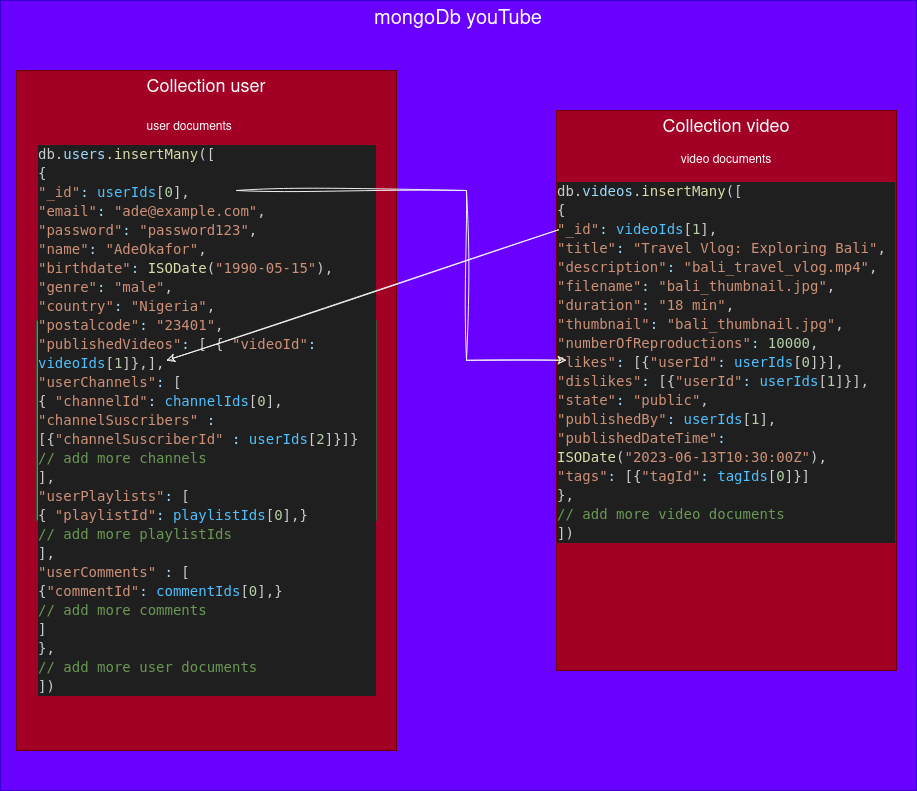 mongoDb youTube
Collection user
user documents
db.users.insertMany([
{
"_id": userIds[0],
"email": "ade@example.com",
"password": "password123",
"name": "AdeOkafor",
"birthdate": ISODate("1990-05-15"),
"genre": "male",
"country": "Nigeria",
"postalcode": "23401",
"publishedVideos": [ { "videoId":
videoIds[1]},],
"userChannels": [
{ "channelId": channelIds[0],
"channelSuscribers" :
[{"channelSuscriberId" : userIds[2]}]}
// add more channels
],
"userPlaylists": [
{ "playlistId": playlistIds[0],}
// add more playlistIds
],
"userComments" : [
{"commentId": commentIds[0],}
// add more comments
]
},
// add more user documents
])
Collection video
video documents
db.videos.insertMany([
{
"_id": videoIds[1],
"title": "Travel Vlog: Exploring Bali",
"description": "bali_travel_vlog.mp4",
"filename": "bali_thumbnail.jpg",
"duration": "18 min",
"thumbnail": "bali_thumbnail.jpg",
"numberOfReproductions": 10000,
"likes": [{"userId": userIds[0]}],
"dislikes": [{"userId": userIds[1]}],
"state": "public",
"publishedBy": userIds[1],
"publishedDateTime":
ISODate("2023-06-13T10:30:00Z"),
"tags": [{"tagId": tagIds[0]}]
},
// add more video documents
])